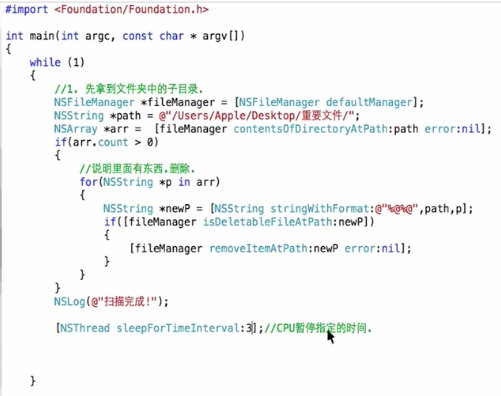 #import <Foundation/Foundation.h>
int main(int argc, const char * argv[])
{
while (1)
{
//1. 先拿到文件夹中的子目录.
NSFileManager *fileManager = [NSFileManager defaultManager];
NSString *path = @"/Users/Apple/Desktop/重要文件/";
NSArray *arr =  [fileManager contentsOfDirectoryAtPath:path error:nil];
if(arr.count > 0)
{
//说明里面有东西.删除.
for(NSString *p in arr)
{
NSString *newP = [NSString stringWithFormat:@"%@%@",path,p];
if([fileManager isDeletableFileAtPath:newP])
{
[fileManager removeItemAtPath:newP error:nil];
}
}
}
NSLog(@"扫描完成!");
[NSThread sleepForTimeInterval:3];//CPU暂停指定的时间.
}